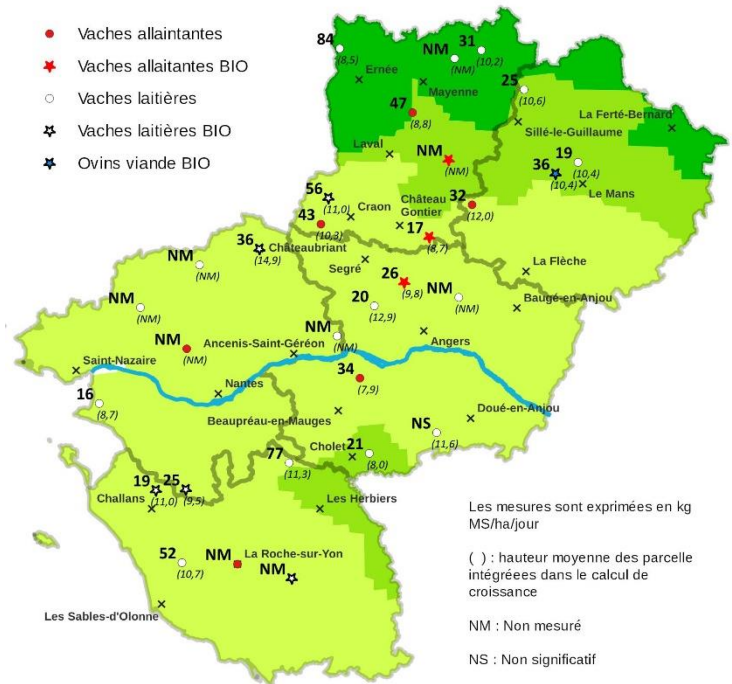 Vaches allaintantes
Vaches allaitantes BIO
Vaches laitières
Vaches laitières BIO
Ovins viande BIO
84
(8,5)
Ernée
NM
(NM)
31
(10,2)
Mayenne
25
(10,6)
La Ferté-Bernard
Sillé-le-Guillaume
47
(8,8)
Laval
NM
(NM)
36
(10,4)
19
(10,4)
Le Mans
56
(11,0)
Craon
Château
Gontier
32
(12,0)
43
(10,3)
17
(8,7)
36
(14,9)
Châteaubriant
Segré
La Flèche
NM
(NM)
26
(9,8)
NM
(NM)
Baugé-en-Anjou
NM
(NM)
20
(12,9)
Angers
NM
(NM)
NM
(NM)
Ancenis-Saint-Géréon
Saint-Nazaire
34
(7,9)
Nantes
16
(8,7)
Beaupréau-en-Mauges
Doué-en-Anjou
NS
(11,6)
Cholet
21
(8,0)
77
(11,3)
19
(11,0)
25
(9,5)
Challans
Les Herbiers
52
(10,7)
NM
La Roche-sur-Yon
NM
Les Sables-d'Olonne
Les mesures sont exprimées en kg
MS/ha/jour
( ) : hauteur moyenne des parcelle
intégréees dans le calcul de
croissance
NM : Non mesuré
NS : Non significatif